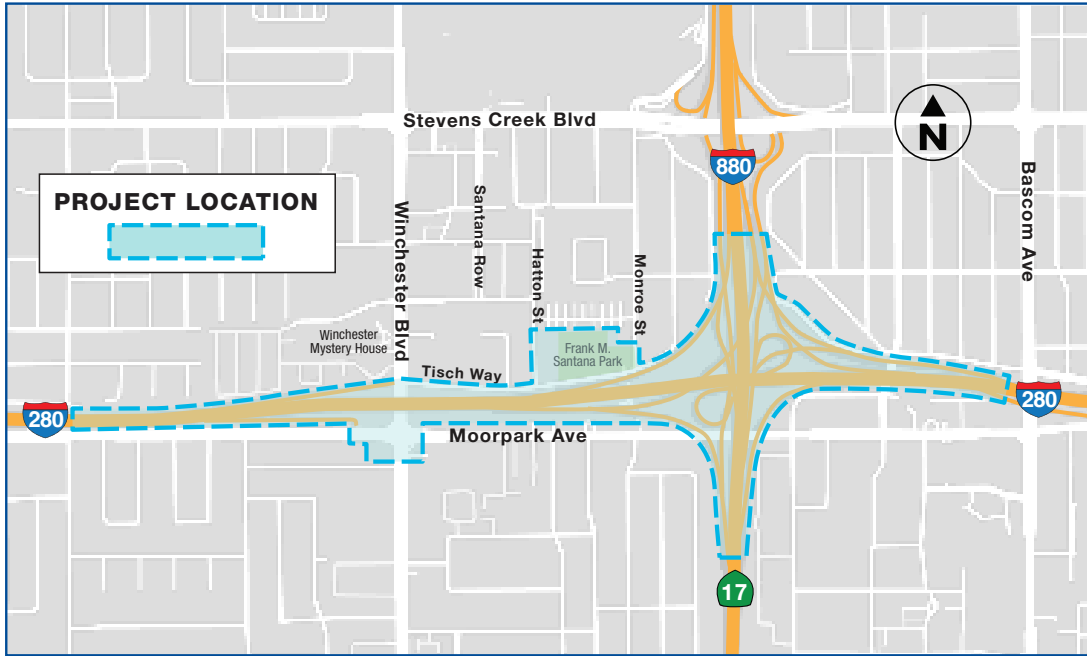 Stevens Creek Blvd
N
880
PROJECT LOCATION
Winchester Blvd
Santana Row
Hatton St
Monroe St
Bascom Ave
Winchester
Mystery House
Frank M.
Santana Park
Tisch Way
280
280
Moorpark Ave
17